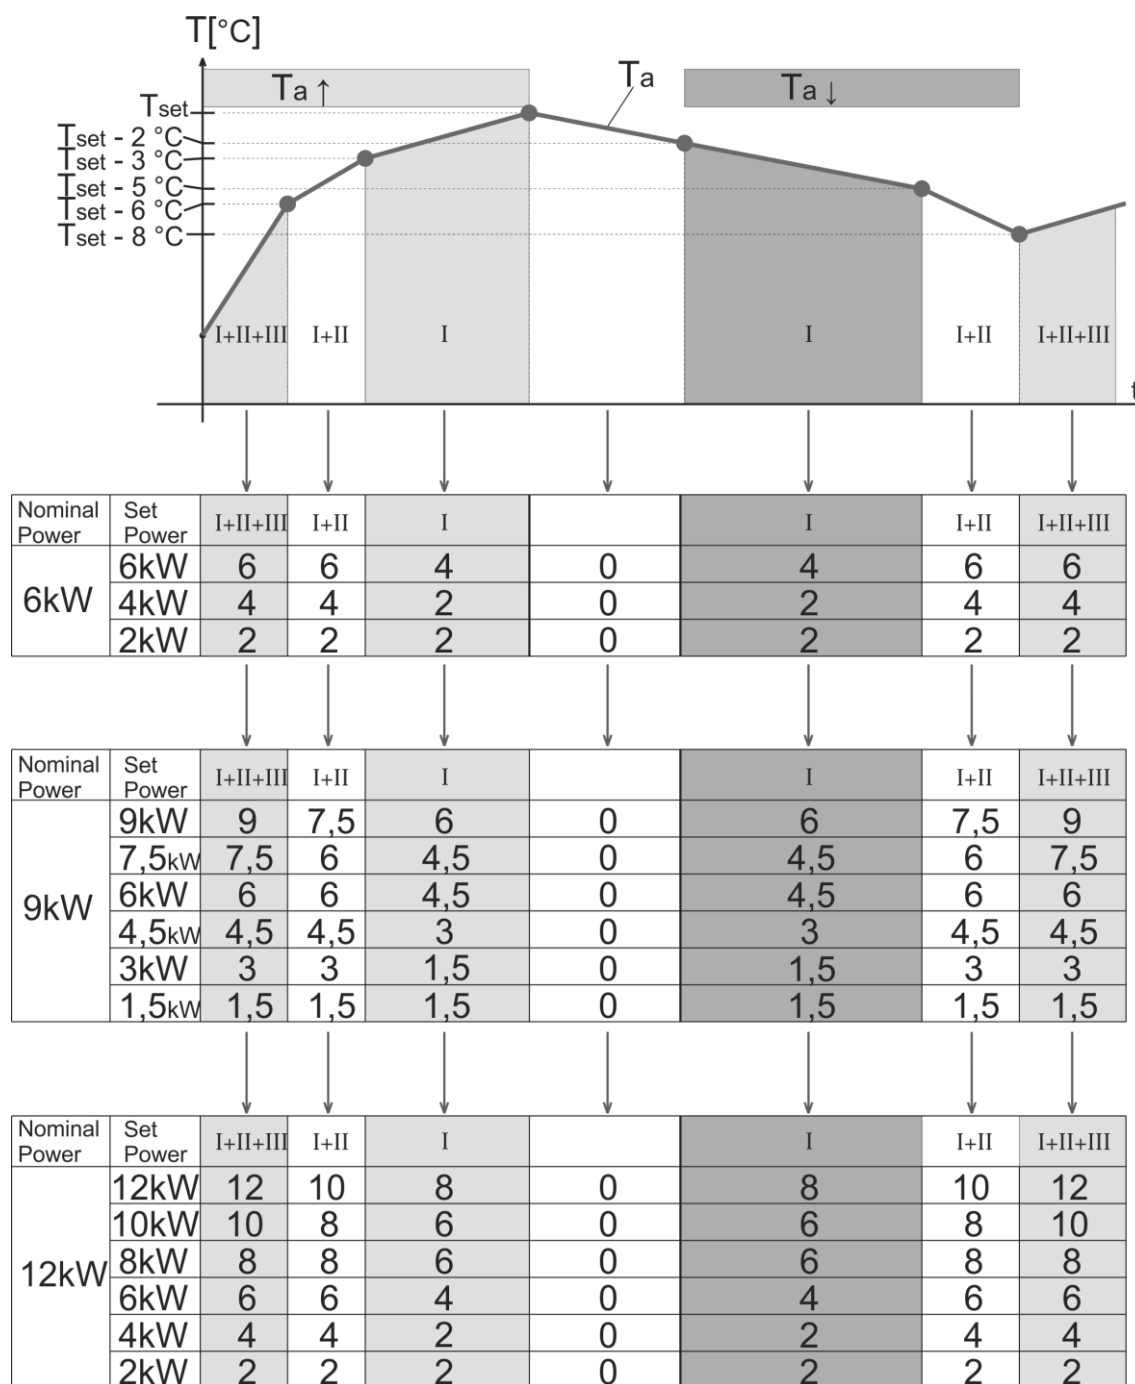 T[°C]
Ta ↑
Ta
Ta ↓
Tset
Tset - 2 °C
Tset - 3 °C
Tset - 5 °C
Tset - 6 °C
Tset - 8 °C
I+II+III I+II I I I+II I+II+III
t
Nominal Power Set Power I+II+III I+II I I I+II I+II+III
6kW
6kW 6 6 4 0 4 6 6
4kW 4 4 2 0 2 4 4
2kW 2 2 2 0 2 2 2
Nominal Power Set Power I+II+III I+II I I I+II I+II+III
9kW
9kW 9 7,5 6 0 6 7,5 9
7,5kW 7,5 6 4,5 0 4,5 6 7,5
6kW 6 6 4,5 0 4,5 6 6
4,5kW 4,5 4,5 3 0 3 4,5 4,5
3kW 3 3 1,5 0 1,5 3 3
1,5kW 1,5 1,5 1,5 0 1,5 1,5 1,5
Nominal Power Set Power I+II+III I+II I I I+II I+II+III
12kW
12kW 12 10 8 0 8 10 12
10kW 10 8 6 0 6 8 10
8kW 8 8 6 0 6 8 8
6kW 6 6 4 0 4 6 6
4kW 4 4 2 0 2 4 4
2kW 2 2 2 0 2 2 2